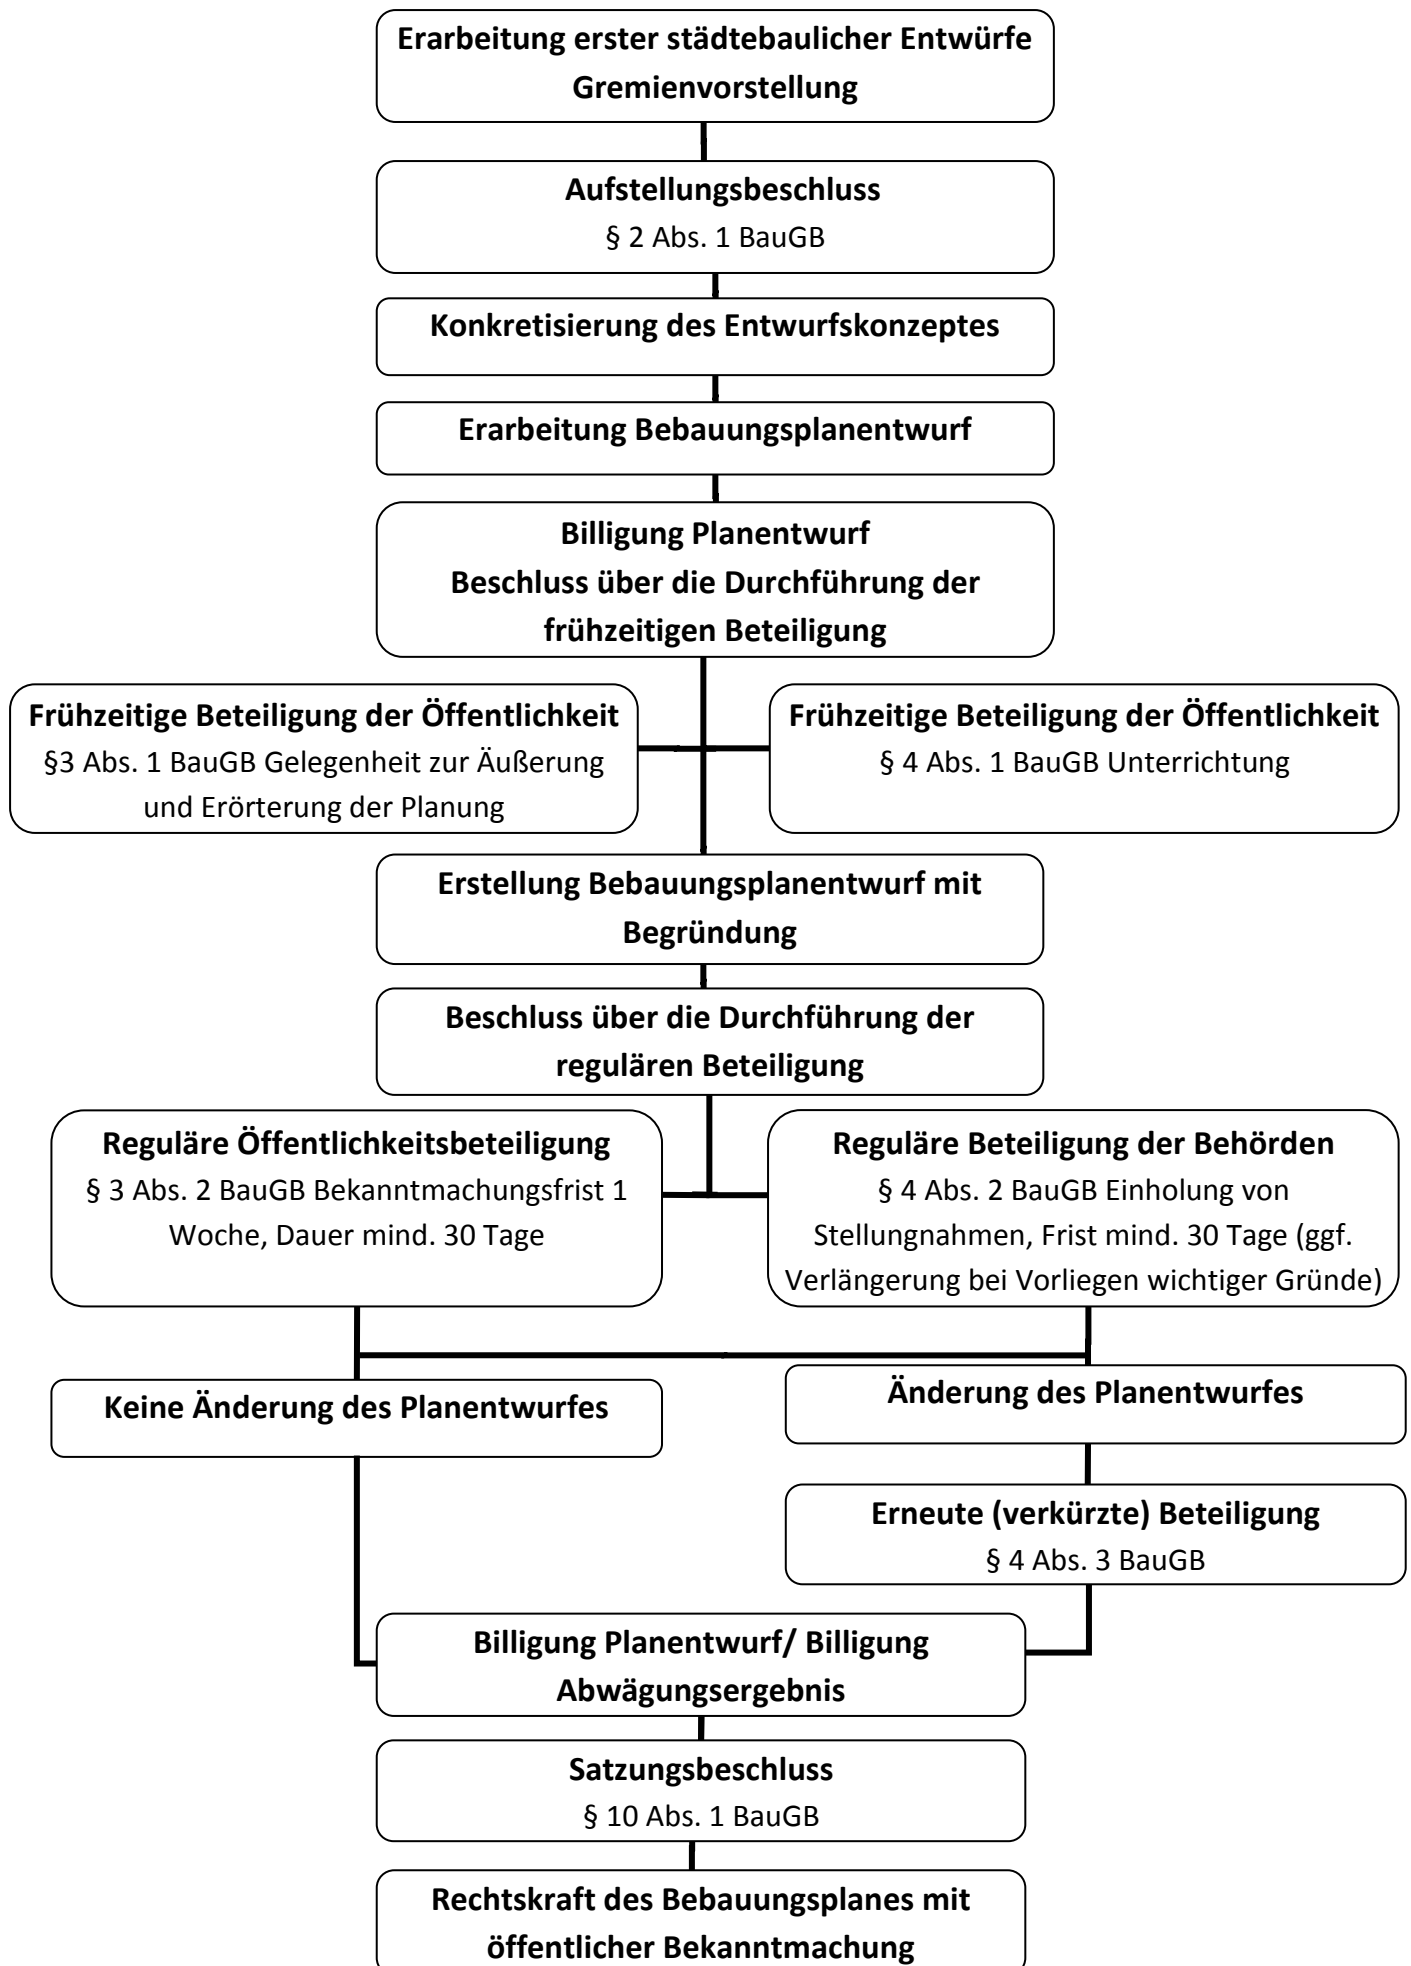 Erarbeitung erster städtebaulicher Entwürfe
Gremienvorstellung
Aufstellungsbeschluss
§ 2 Abs. 1 BauGB
Konkretisierung des Entwurfskonzeptes
Erarbeitung Bebauungsplanentwurf
Billigung Planentwurf
Beschluss über die Durchführung der
frühzeitigen Beteiligung
Frühzeitige Beteiligung der Öffentlichkeit
§3 Abs. 1 BauGB Gelegenheit zur Äußerung
und Erörterung der Planung
Frühzeitige Beteiligung der Öffentlichkeit
§ 4 Abs. 1 BauGB Unterrichtung
Erstellung Bebauungsplanentwurf mit
Begründung
Beschluss über die Durchführung der
regulären Beteiligung
Reguläre Öffentlichkeitsbeteiligung
§ 3 Abs. 2 BauGB Bekanntmachungsfrist 1
Woche, Dauer mind. 30 Tage
Reguläre Beteiligung der Behörden
§ 4 Abs. 2 BauGB Einholung von
Stellungnahmen, Frist mind. 30 Tage (ggf.
Verlängerung bei Vorliegen wichtiger Gründe)
Keine Änderung des Planentwurfes
Änderung des Planentwurfes
Erneute (verkürzte) Beteiligung
§ 4 Abs. 3 BauGB
Billigung Planentwurf/ Billigung
Abwägungsergebnis
Satzungsbeschluss
§ 10 Abs. 1 BauGB
Rechtskraft des Bebauungsplanes mit
öffentlicher Bekanntmachung